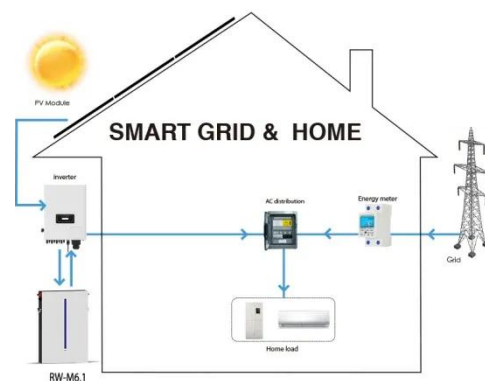 PV Module
SMART GRID & HOME
inverter
AC distribution
Energy meter
Grid
Home load
RW-M6.1